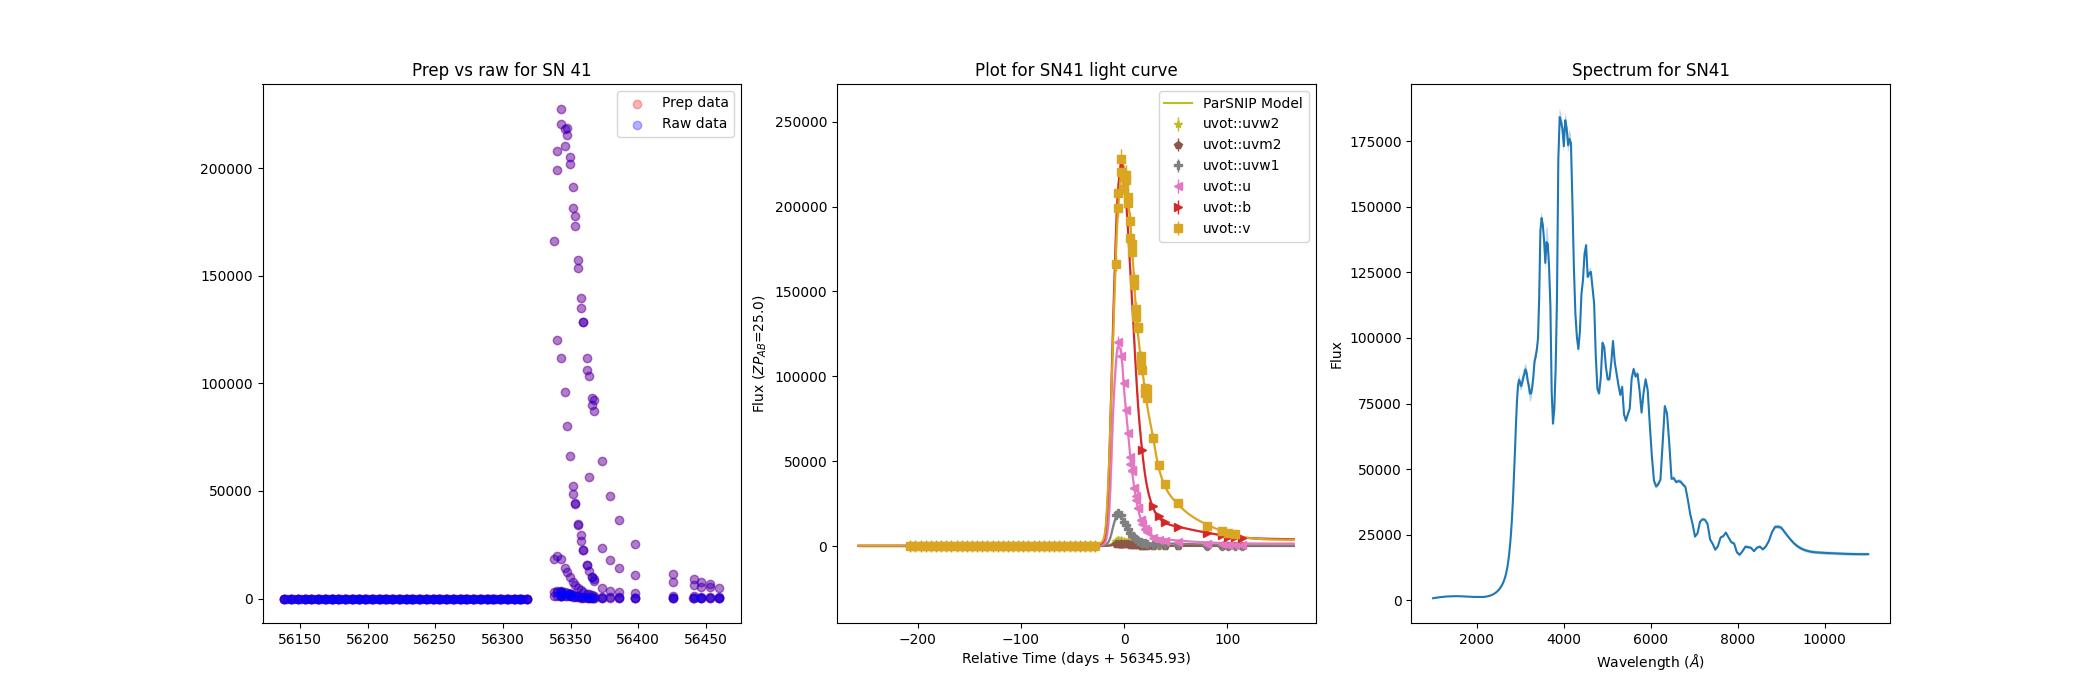 Prep vs raw for SN 41
Prep data
Raw data
200000
150000
100000
50000
0
56150
56200
56250
56300
56350
56400
56450
Plot for SN41 light curve
ParSNIP Model
uvot::uvw2
uvot::uvm2
uvot::uvw1
uvot::u
uvot::b
uvot::v
Flux (ZP_AB=25.0)
250000
200000
150000
100000
50000
0
−200
−100
0
100
Relative Time (days + 56345.93)
Spectrum for SN41
Flux
175000
150000
125000
100000
75000
50000
25000
0
2000
4000
6000
8000
10000
Wavelength (Å)